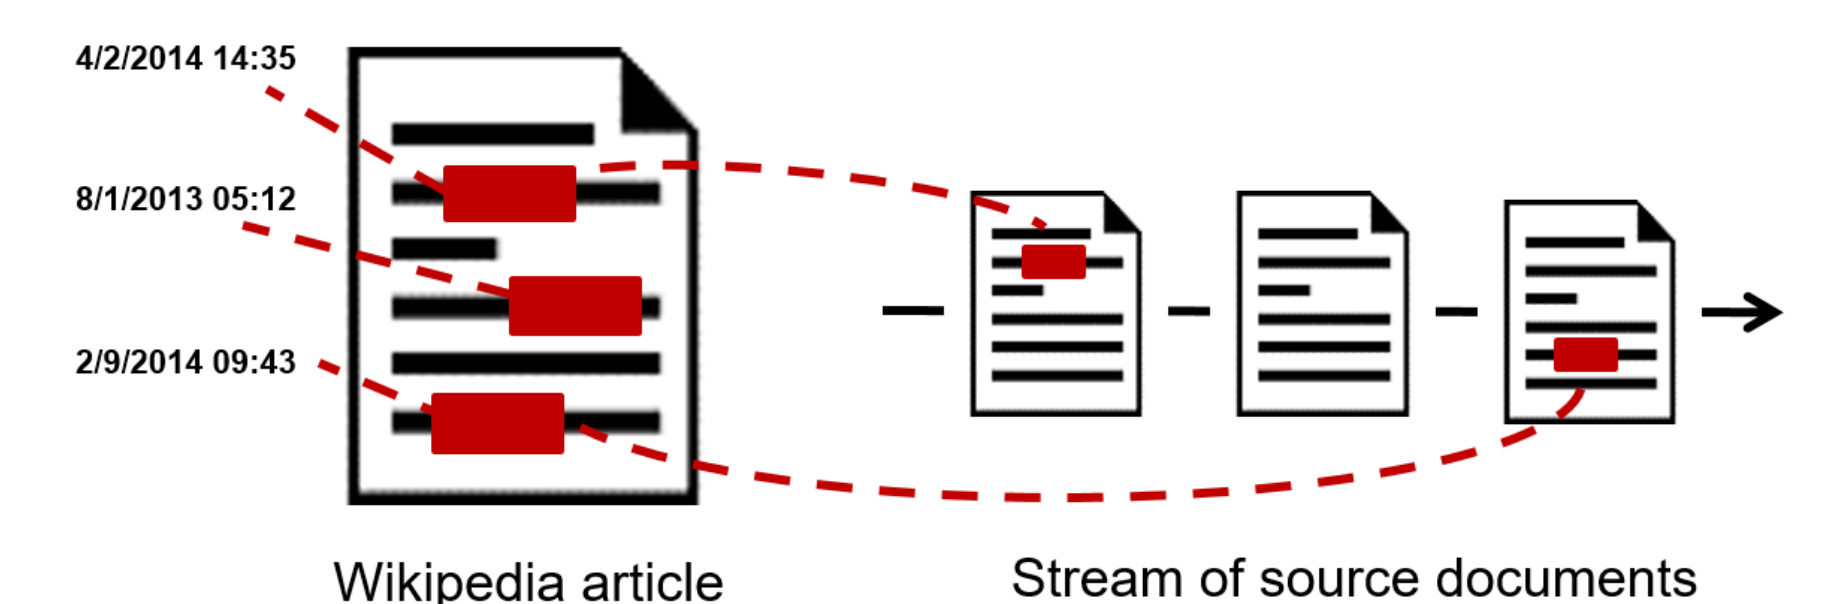 4/2/2014 14:35
8/1/2013 05:12
2/9/2014 09:43
Wikipedia article
Stream of source documents